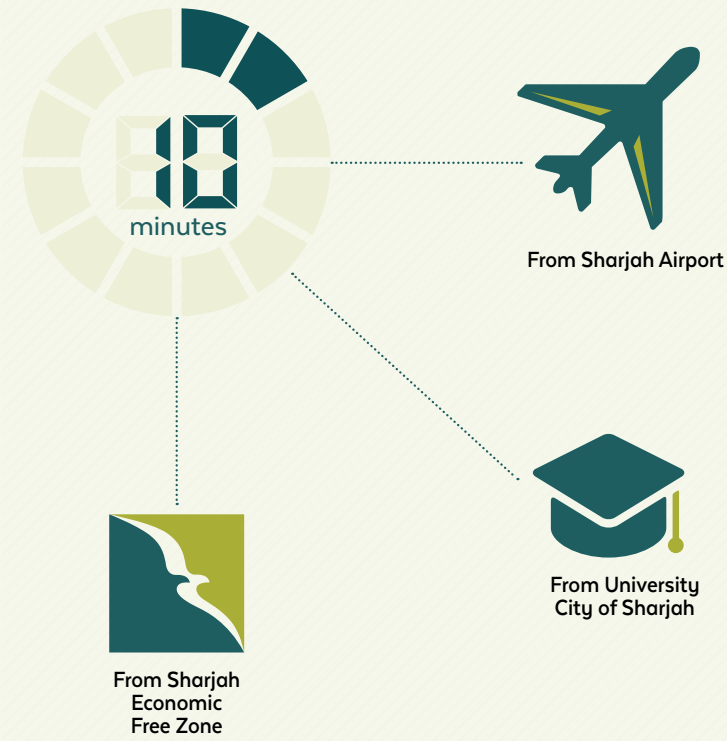 10
minutes
From Sharjah Airport
From University
City of Sharjah
From Sharjah
Economic
Free Zone